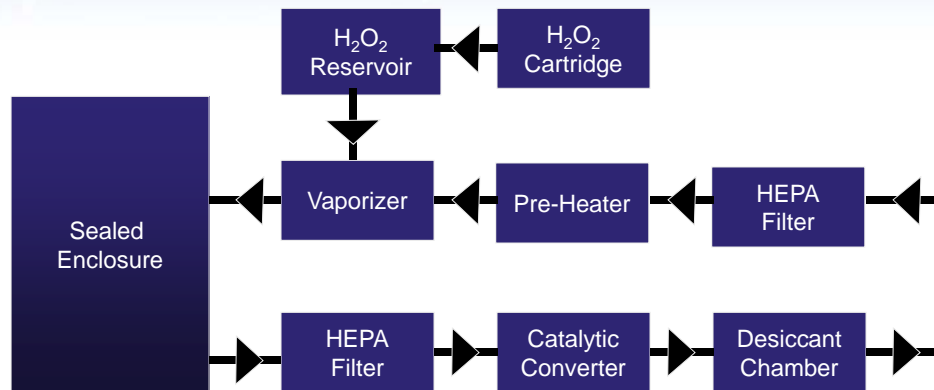 H₂O₂
Reservoir
H₂O₂
Cartridge
Sealed
Enclosure
Vaporizer
Pre-Heater
HEPA
Filter
HEPA
Filter
Catalytic
Converter
Desiccant
Chamber